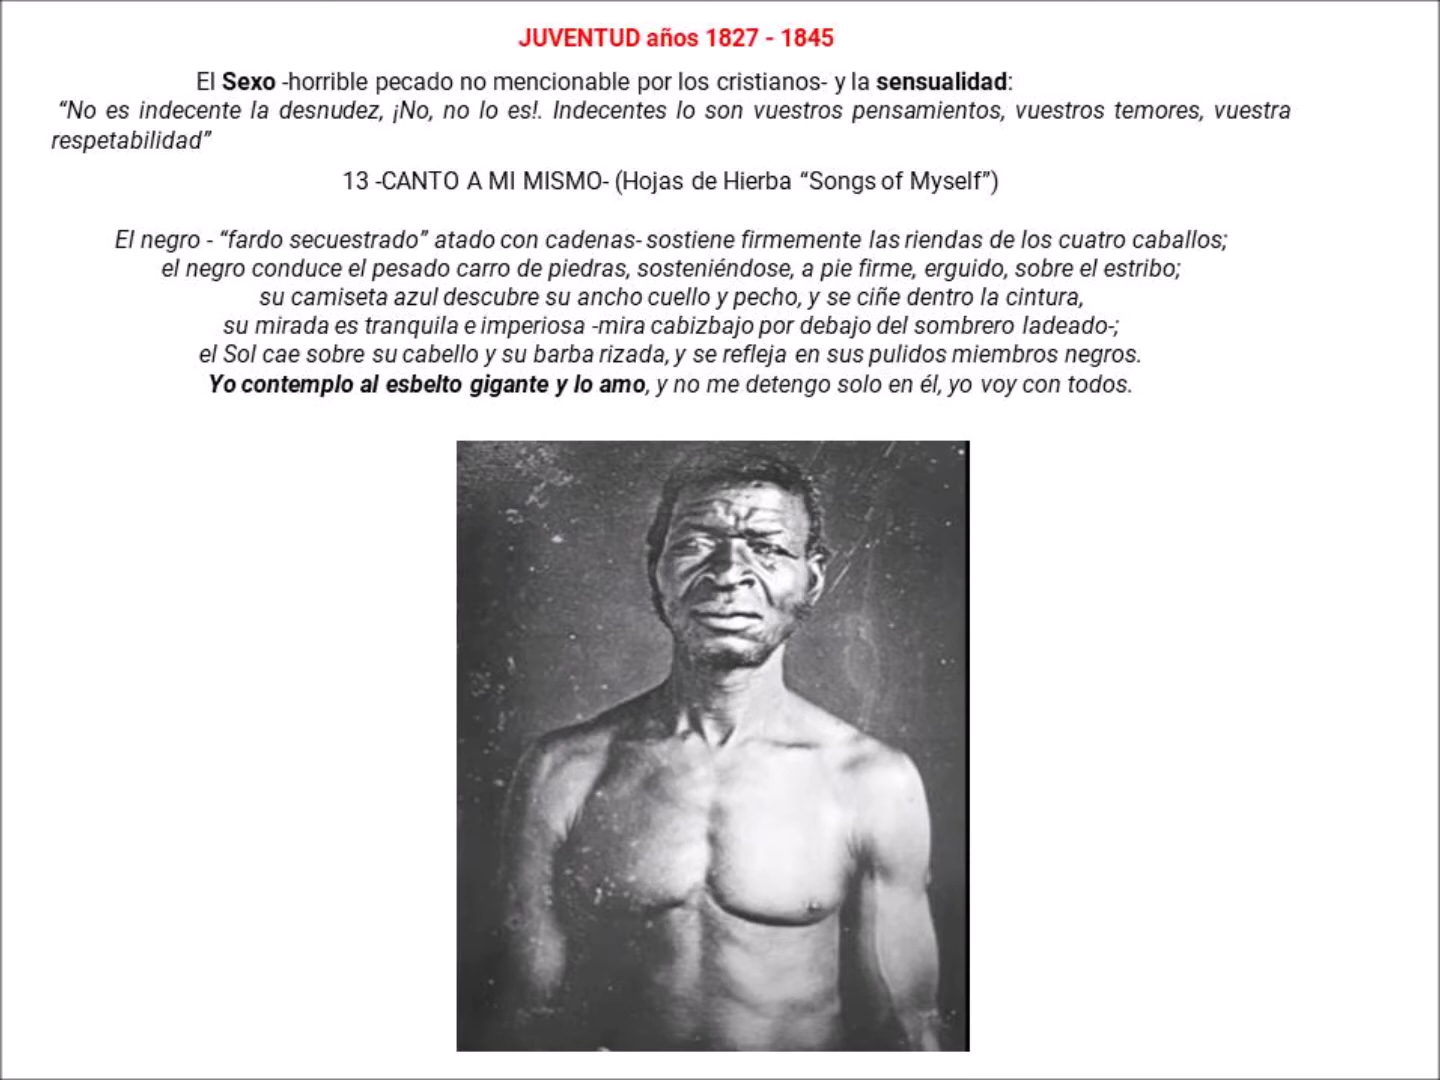 JUVENTUD años 1827 - 1845
El Sexo -horrible pecado no mencionable por los cristianos- y la sensualidad:
“No es indecente la desnudez, ¡No, no lo es!. Indecentes lo son vuestros pensamientos, vuestros temores, vuestra
respetabilidad”
13 -CANTO A MI MISMO- (Hojas de Hierba “Songs of Myself”)
El negro - “fardo secuestrado” atado con cadenas- sostiene firmemente las riendas de los cuatro caballos;
el negro conduce el pesado carro de piedras, sosteniéndose, a pie firme, erguido, sobre el estribo;
su camiseta azul descubre su ancho cuello y pecho, y se ciñe dentro la cintura,
su mirada es tranquila e imperiosa -mira cabizbajo por debajo del sombrero ladeado-;
el Sol cae sobre su cabello y su barba rizada, y se refleja en sus pulidos miembros negros.
Yo contemplo al esbelto gigante y lo amo, y no me detengo solo en él, yo voy con todos.